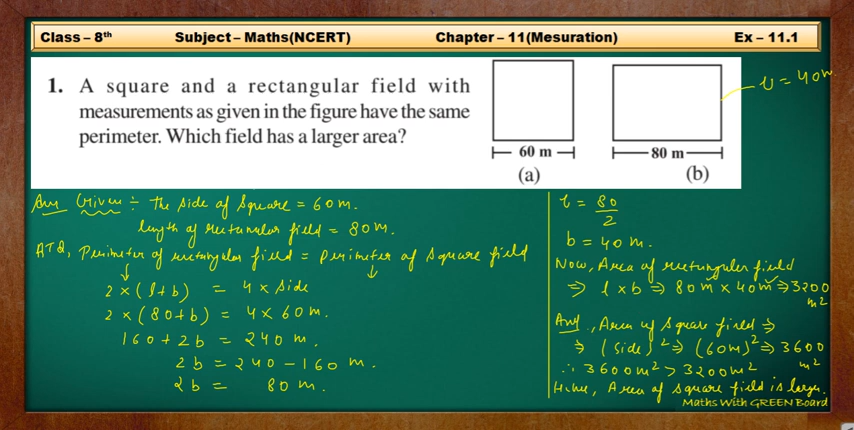 Class – 8th Subject – Maths(NCERT) Chapter – 11(Mesuration) Ex – 11.1
1. A square and a rectangular field with
measurements as given in the figure have the same
perimeter. Which field has a larger area?
60 m
(a)
80 m
(b)
b = 40m
Ans Given :- The side of square = 60m.
length of rectangular field = 80m.
ATQ, Perimeter of rectangular field = Perimeter of square field
2 × (l+b) = 4 × side
2 × (80+b) = 4 × 60m.
160 + 2b = 240 m.
2b = 240 – 160 m.
2b = 80 m.
b = 80/2
b = 40 m.
Now, Area of rectangular field
⇒ l × b ⇒ 80m × 40m ⇒ 3200 m2
And, Area of square field ⇒
⇒ (side)2 ⇒ (60m)2 ⇒ 3600 m2
∴ 3600m2 > 3200m2
Hence, Area of square field is large.
Maths With GREEN Board